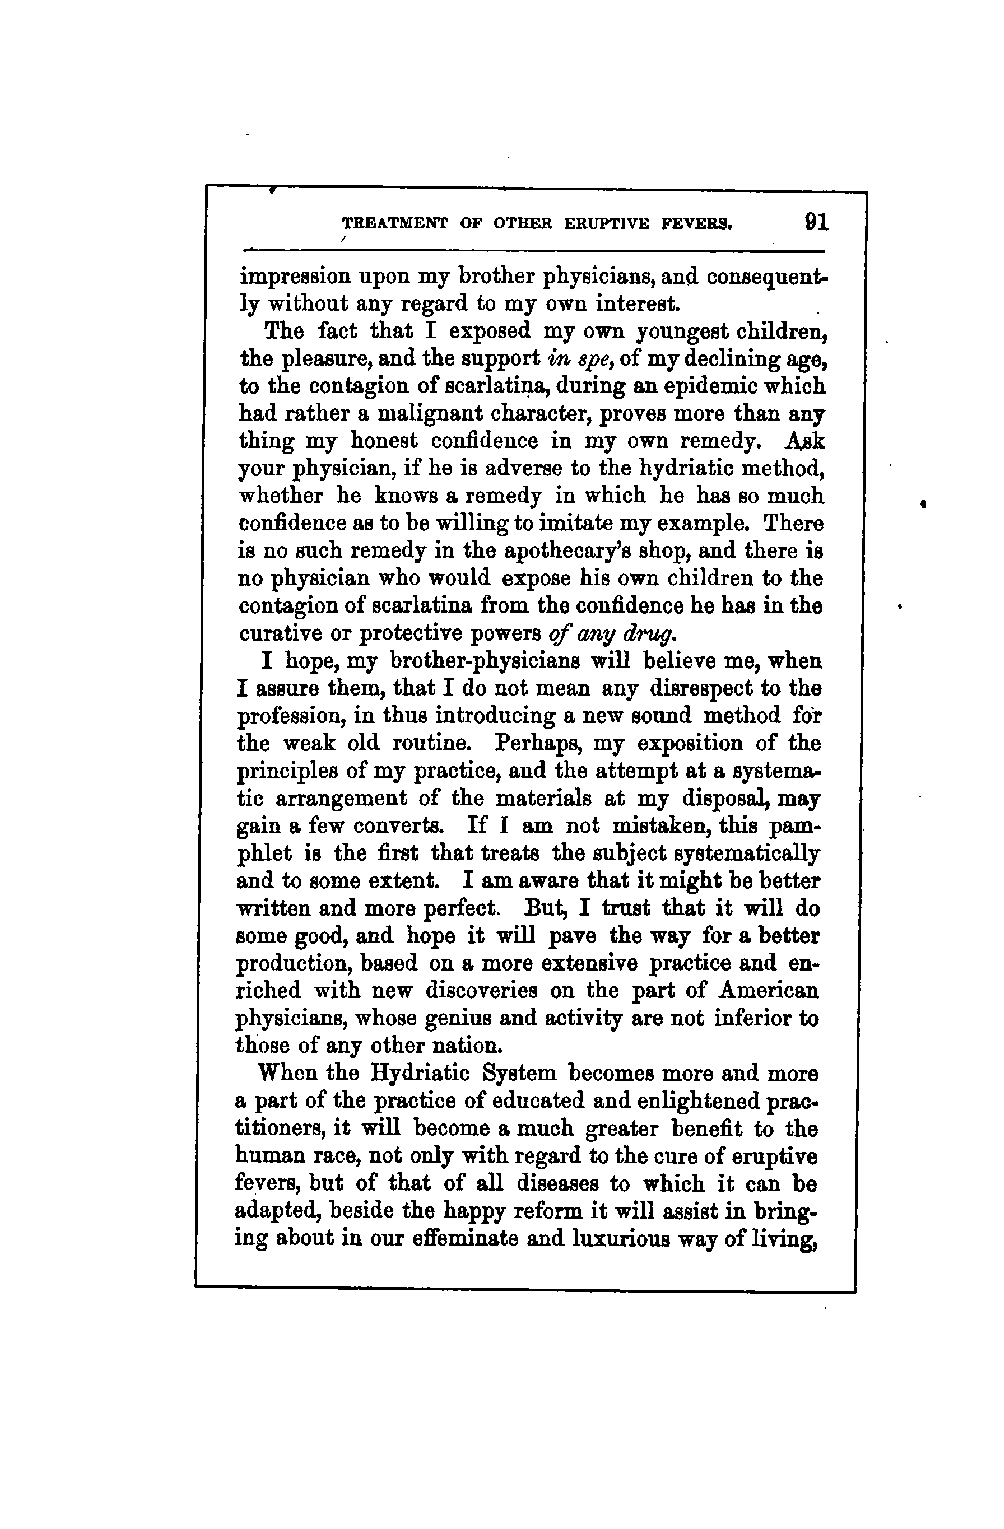 TREATMENT OF OTHER ERUPTIVE FEVERS. 91
impression upon my brother physicians, and consequent-
ly without any regard to my own interest.
The fact that I exposed my own youngest children,
the pleasure, and the support in spe, of my declining age,
to the contagion of scarlatina, during an epidemic which
had rather a malignant character, proves more than any
thing my honest confidence in my own remedy. Ask
your physician, if he is adverse to the hydriatic method,
whether he knows a remedy in which he has so much
confidence as to be willing to imitate my example. There
is no such remedy in the apothecary's shop, and there is
no physician who would expose his own children to the
contagion of scarlatina from the confidence he has in the
curative or protective powers of any drug.
I hope, my brother-physicians will believe me, when
I assure them, that I do not mean any disrespect to the
profession, in thus introducing a new sound method for
the weak old routine. Perhaps, my exposition of the
principles of my practice, and the attempt at a systema-
tic arrangement of the materials at my disposal, may
gain a few converts. If I am not mistaken, this pam-
phlet is the first that treats the subject systematically
and to some extent. I am aware that it might be better
written and more perfect. But, I trust that it will do
some good, and hope it will pave the way for a better
production, based on a more extensive practice and en-
riched with new discoveries on the part of American
physicians, whose genius and activity are not inferior to
those of any other nation.
When the Hydriatic System becomes more and more
a part of the practice of educated and enlightened prac-
titioners, it will become a much greater benefit to the
human race, not only with regard to the cure of eruptive
fevers, but of that of all diseases to which it can be
adapted, beside the happy reform it will assist in bring-
ing about in our effeminate and luxurious way of living,